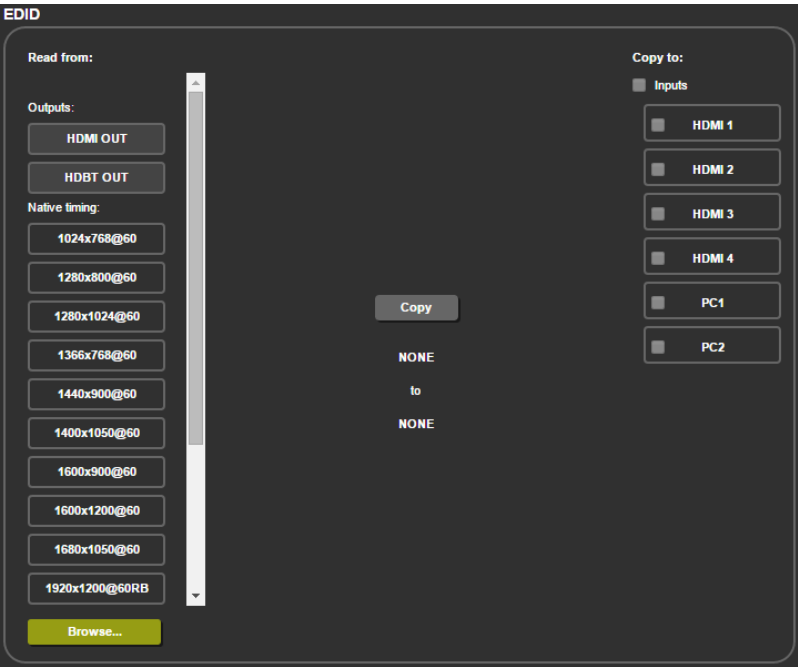 EDID
Read from:
Outputs:
HDMI OUT
HDBT OUT
Native timing:
1024x768@60
1280x800@60
1280x1024@60
1366x768@60
1440x900@60
1400x1050@60
1600x900@60
1600x1200@60
1680x1050@60
1920x1200@60RB
Browse...
Copy
NONE
to
NONE
Copy to:
Inputs
HDMI 1
HDMI 2
HDMI 3
HDMI 4
PC1
PC2